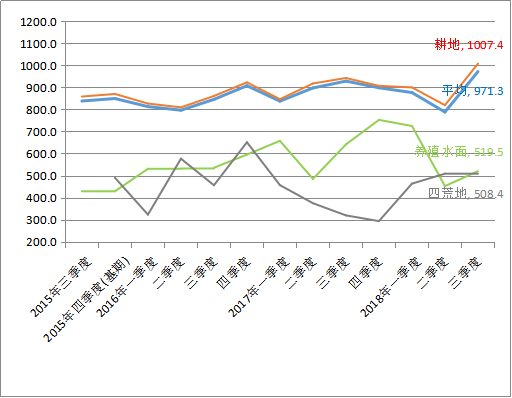 1200.0
1100.0
1000.0
900.0
800.0
700.0
600.0
500.0
400.0
300.0
200.0
耕地, 1007.4
平均, 971.3
养殖水面, 519.5
四荒地, 508.4
2015年三季度
2015年四季度(基期)
2016年一季度
二季度
三季度
四季度
2017年一季度
二季度
三季度
四季度
2018年一季度
二季度
三季度